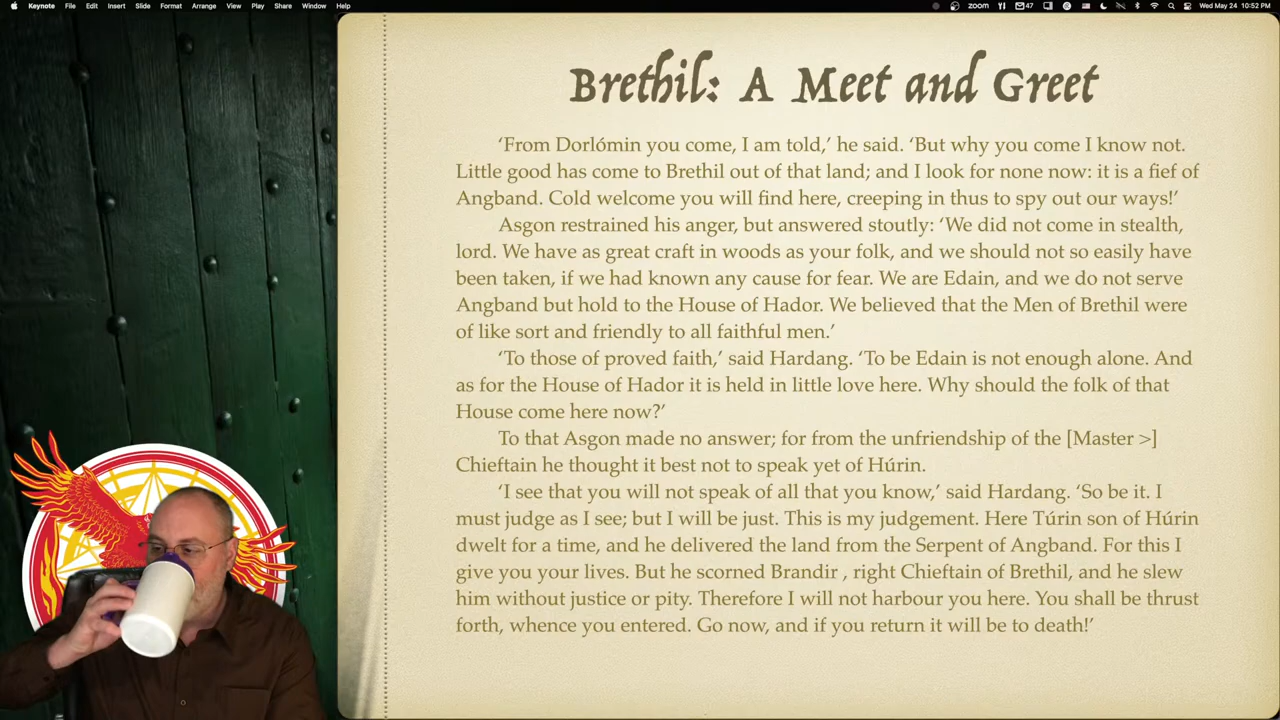 Keynote File Edit Insert Slide Format Arrange View Play Share Window Help zoom 47 Wed May 24 10:52 PM
Brethil: A Meet and Greet
‘From Dorlómin you come, I am told,’ he said. ‘But why you come I know not.
Little good has come to Brethil out of that land; and I look for none now: it is a fief of
Angband. Cold welcome you will find here, creeping in thus to spy out our ways!’
Asgon restrained his anger, but answered stoutly: ‘We did not come in stealth,
lord. We have as great craft in woods as your folk, and we should not so easily have
been taken, if we had known any cause for fear. We are Edain, and we do not serve
Angband but hold to the House of Hador. We believed that the Men of Brethil were
of like sort and friendly to all faithful men.’
‘To those of proved faith,’ said Hardang. ‘To be Edain is not enough alone. And
as for the House of Hador it is held in little love here. Why should the folk of that
House come here now?’
To that Asgon made no answer; for from the unfriendship of the [Master >]
Chieftain he thought it best not to speak yet of Húrin.
‘I see that you will not speak of all that you know,’ said Hardang. ‘So be it. I
must judge as I see; but I will be just. This is my judgement. Here Túrin son of Húrin
dwelt for a time, and he delivered the land from the Serpent of Angband. For this I
give you your lives. But he scorned Brandir , right Chieftain of Brethil, and he slew
him without justice or pity. Therefore I will not harbour you here. You shall be thrust
forth, whence you entered. Go now, and if you return it will be to death!’